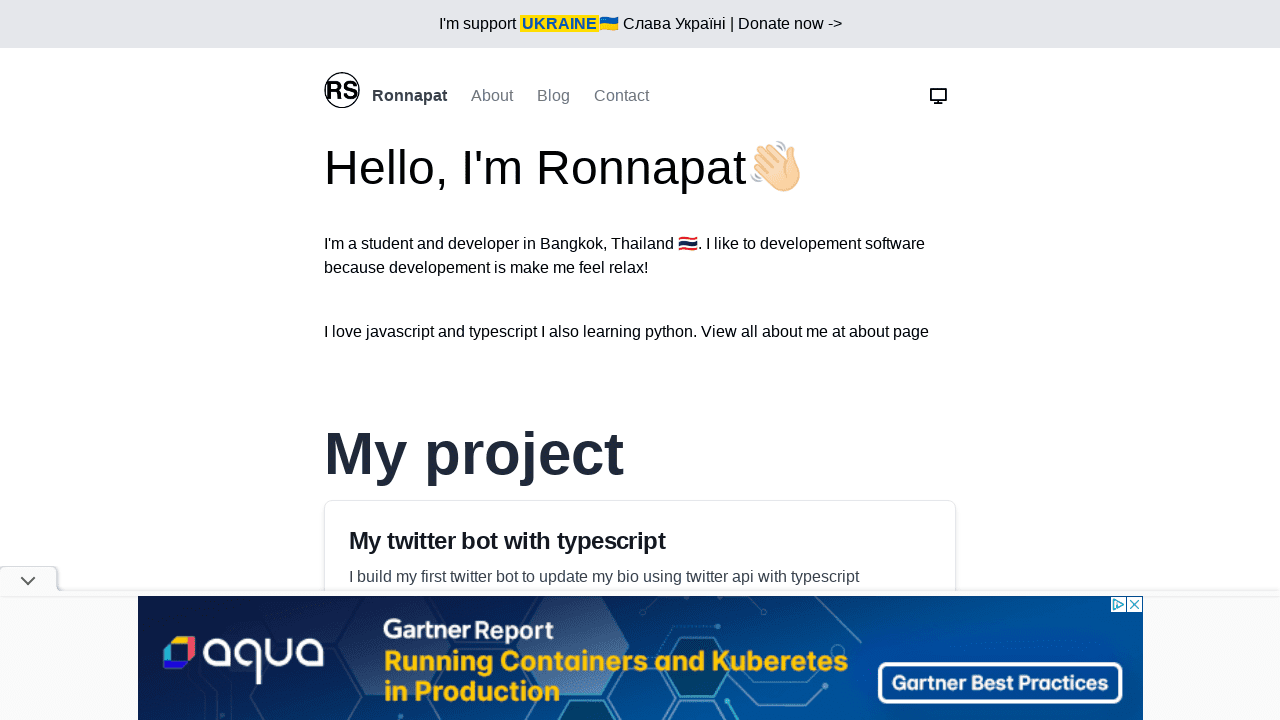 I'm support UKRAINE 🇺🇦 Слава Україні | Donate now ->
RS Ronnapat About Blog Contact
Hello, I'm Ronnapat👋🏻
I'm a student and developer in Bangkok, Thailand 🇹🇭. I like to developement software
because developement is make me feel relax!
I love javascript and typescript I also learning python. View all about me at about page
My project
My twitter bot with typescript
I build my first twitter bot to update my bio using twitter api with typescript
aqua
Gartner Report
Running Containers and Kuberetes
in Production
Gartner Best Practices